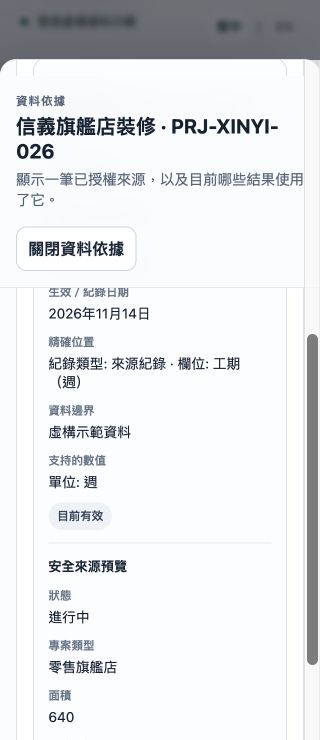 資料依據
信義旗艦店裝修 · PRJ-XINYI-
026
顯示一筆已授權來源，以及目前哪些結果使用
了它。
關閉資料依據
生效 / 紀錄日期
2026年11月14日
精確位置
紀錄類型: 來源紀錄 · 欄位: 工期
（週）
資料邊界
虛構示範資料
支持的數值
單位: 週
目前有效
安全來源預覽
狀態
進行中
專案類型
零售旗艦店
面積
640